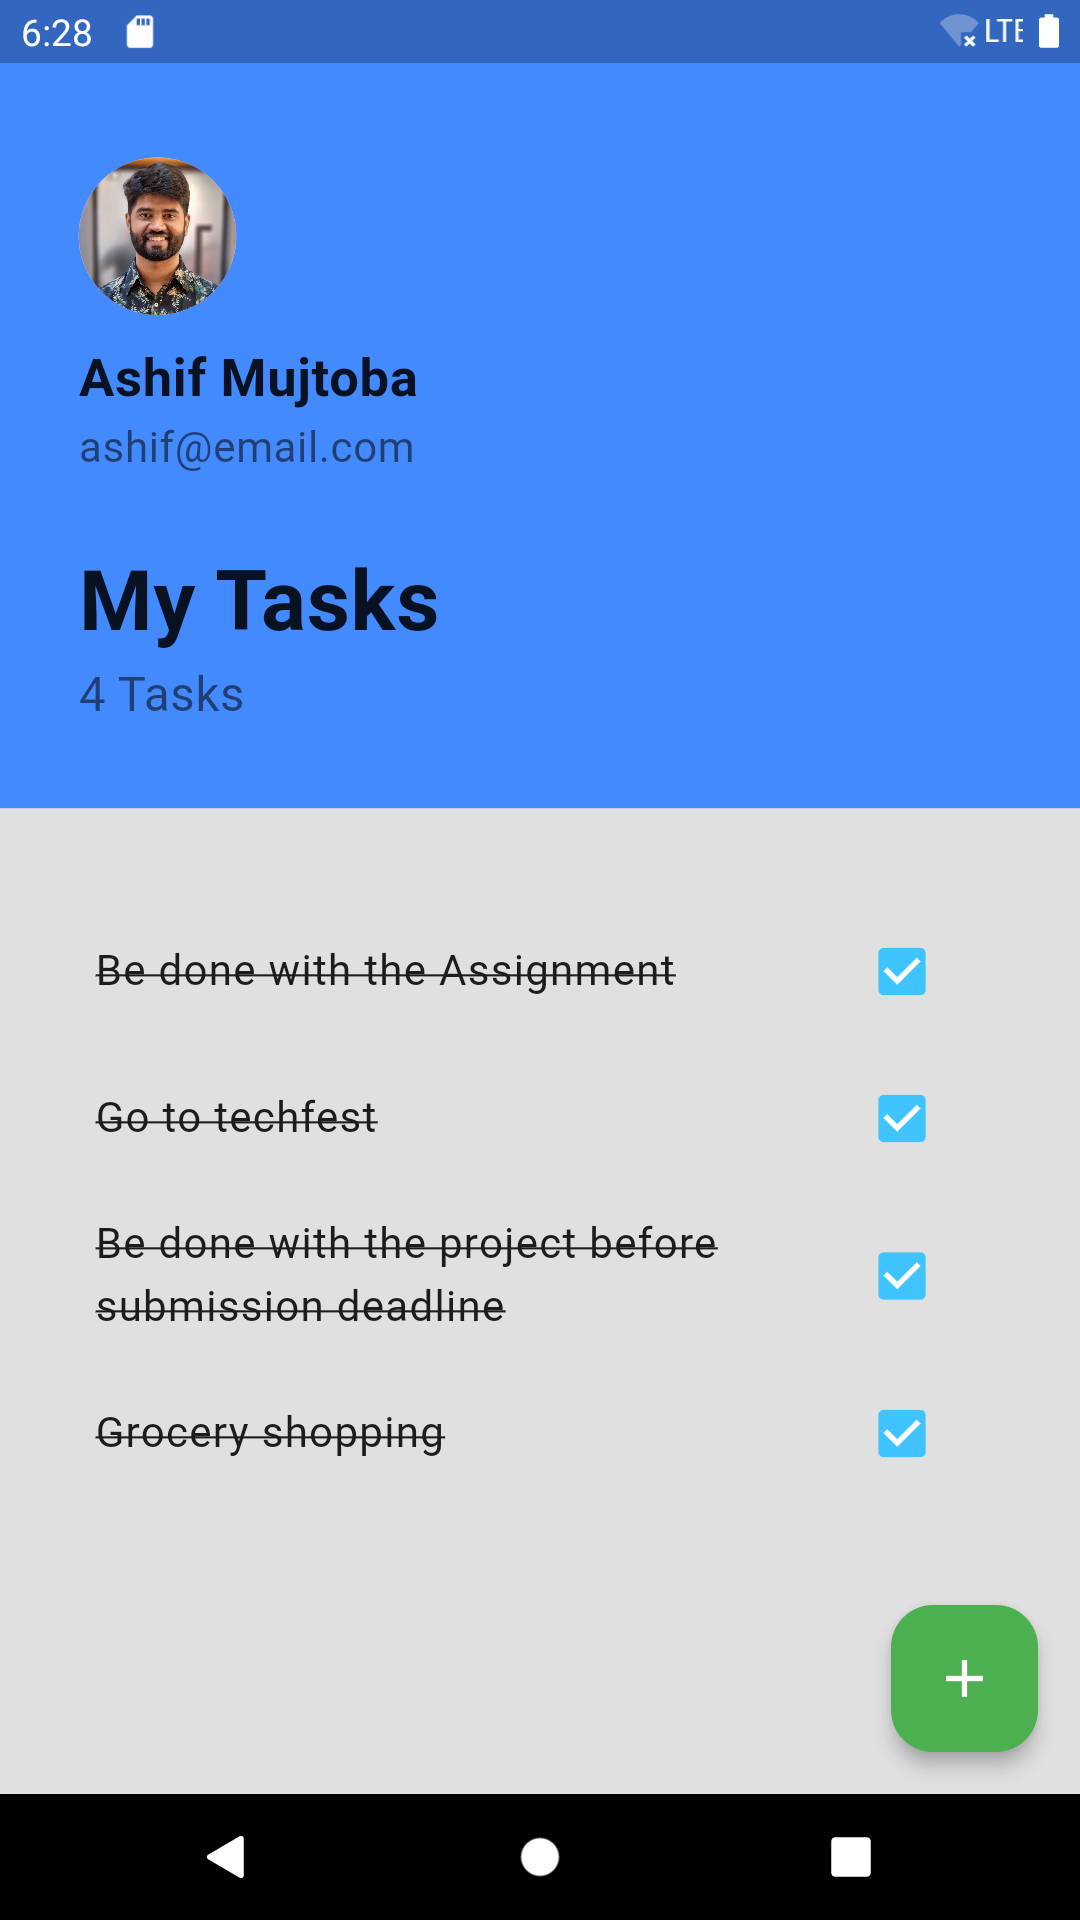 6:28 LTE
Ashif Mujtoba
ashif@email.com
My Tasks
4 Tasks
Be done with the Assignment
Go to techfest
Be done with the project before
submission deadline
Grocery shopping